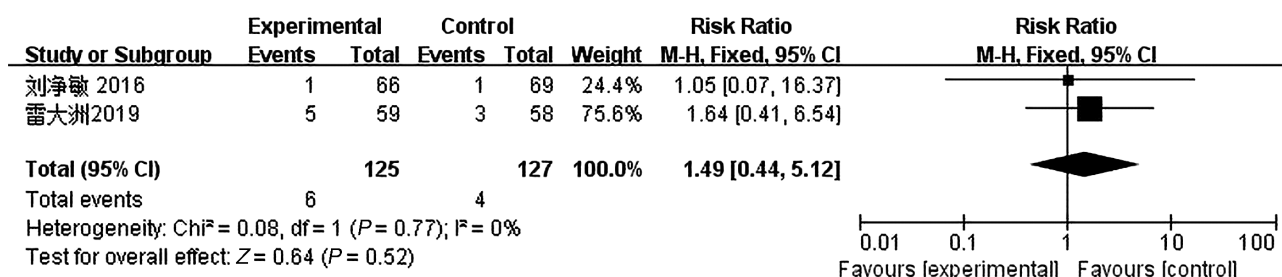 Experimental Control Risk Ratio Risk Ratio
Study or Subgroup Events Total Events Total Weight M-H, Fixed, 95% CI M-H, Fixed, 95% CI
刘净敏 2016 1 66 1 69 24.4% 1.05 [0.07, 16.37]
雷大洲2019 5 59 3 58 75.6% 1.64 [0.41, 6.54]
Total (95% CI) 125 127 100.0% 1.49 [0.44, 5.12]
Total events 6 4
Heterogeneity: Chi² = 0.08, df = 1 (P = 0.77); I² = 0%
Test for overall effect: Z = 0.64 (P = 0.52)
0.01 0.1 1 10 100
Favours [experimental] Favours [control]